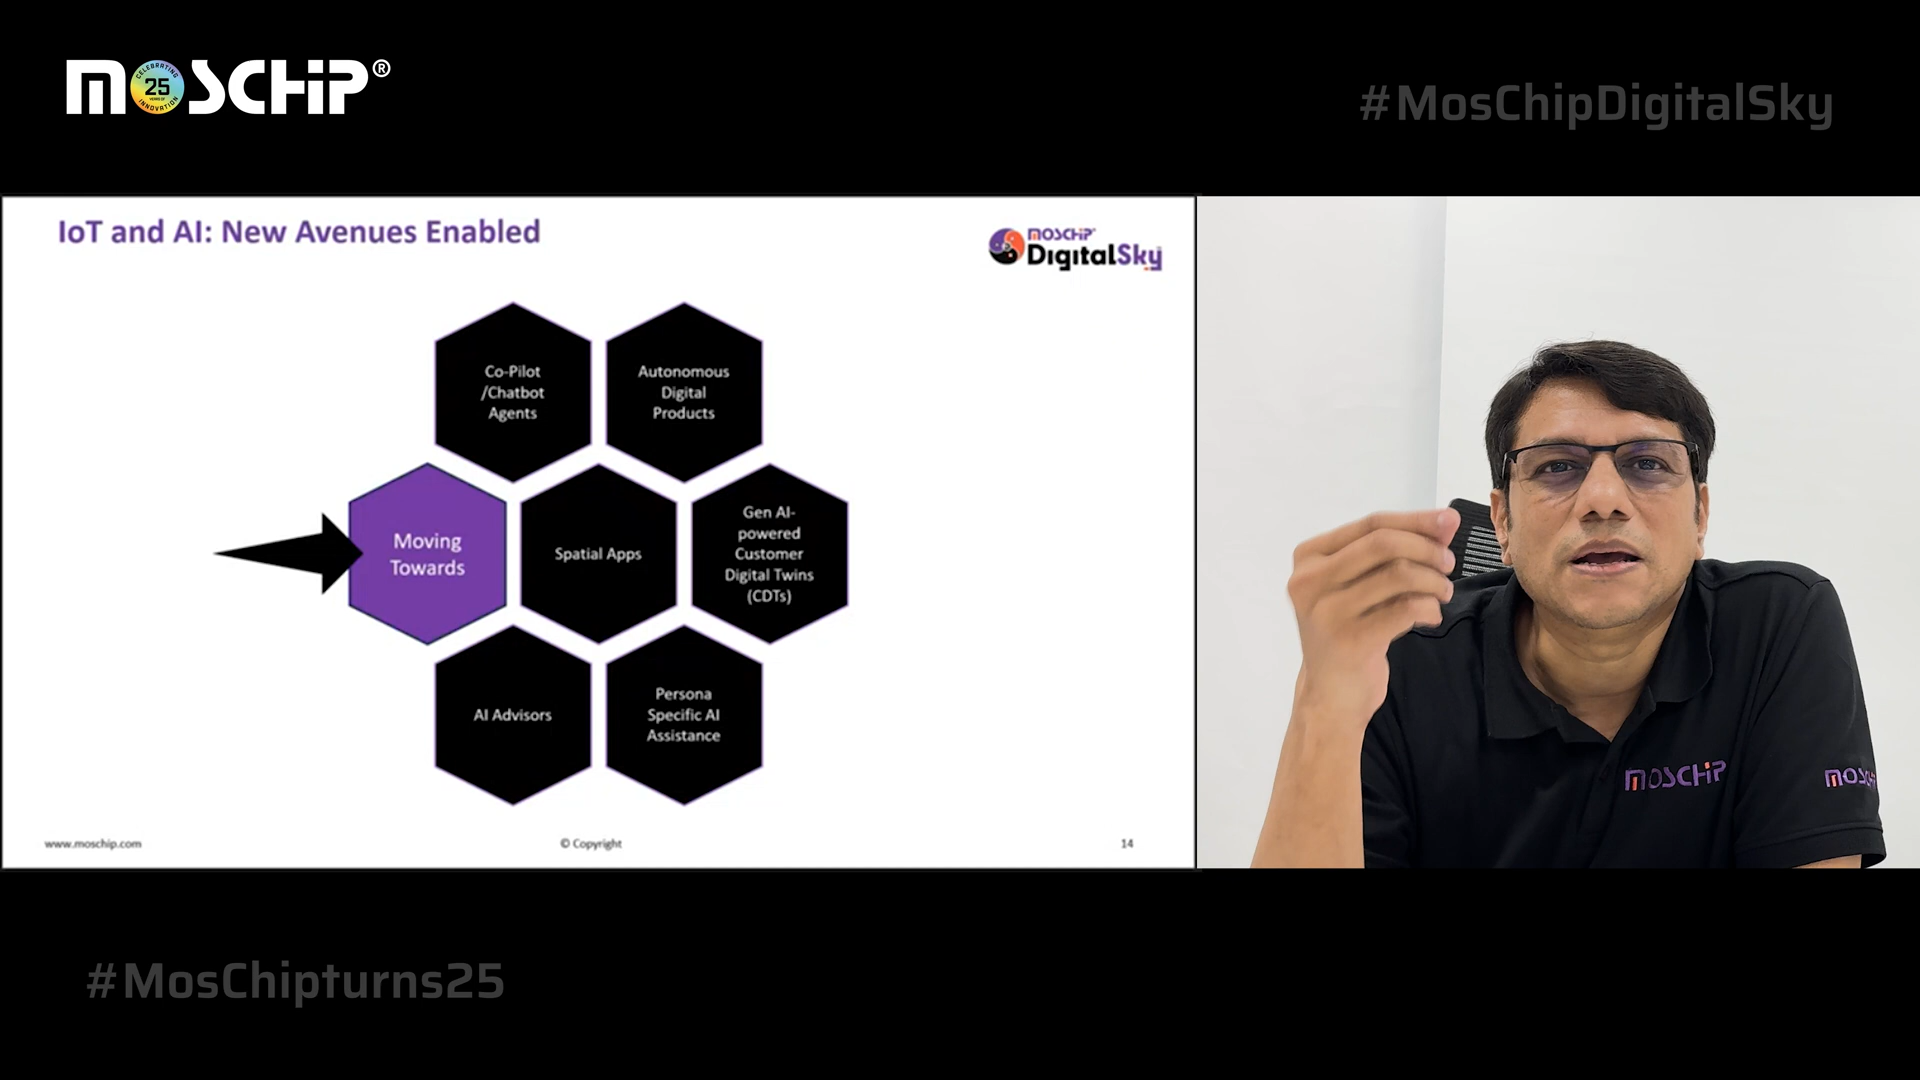 MOSCHIP®
CELEBRATING
25
YEARS OF
INNOVATION
#MosChipDigitalSky
IoT and AI: New Avenues Enabled
MOSCHIP
DigitalSky
Co-Pilot
/Chatbot
Agents
Autonomous
Digital
Products
Moving
Towards
Spatial Apps
Gen AI-
powered
Customer
Digital Twins
(CDTs)
AI Advisors
Persona
Specific AI
Assistance
www.moschip.com
© Copyright
14
MOSCHIP
MOSCH
#MosChipturns25